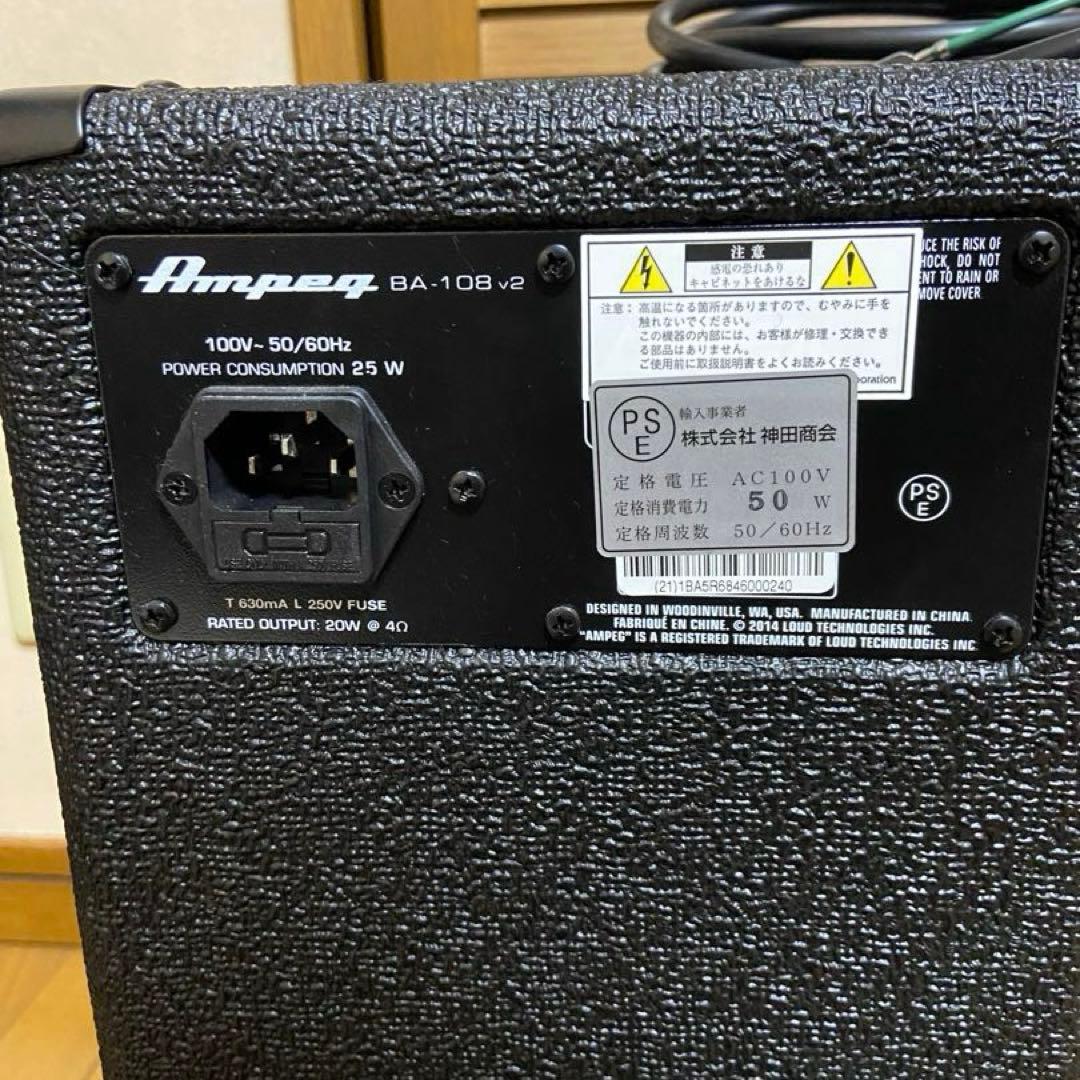 Ampeg BA-108 v2
100V~ 50/60Hz
POWER CONSUMPTION 25 W
T 630mA L 250V FUSE
RATED OUTPUT: 20W @ 4Ω
注意
感電の恐れあり
キャビネットをあけるな
注意：高温になる箇所がありますので、むやみに手を
触れないでください。
この機器の内部には、お客様が修理・交換でき
る部品はありません。
ご使用前に取扱説明書をよくお読みください。
oration
UCE THE RISK OF
HOCK, DO NOT
ENT TO RAIN OR
MOVE COVER
PS
E
輸入事業者
株式会社 神田商会
定格電圧 AC100V
定格消費電力 50 W
定格周波数 50／60Hz
PS
E
(21)1BA5R6846000240
DESIGNED IN WOODINVILLE, WA, USA. MANUFACTURED IN CHINA.
FABRIQUÉ EN CHINE. © 2014 LOUD TECHNOLOGIES INC.
"AMPEG" IS A REGISTERED TRADEMARK OF LOUD TECHNOLOGIES INC.